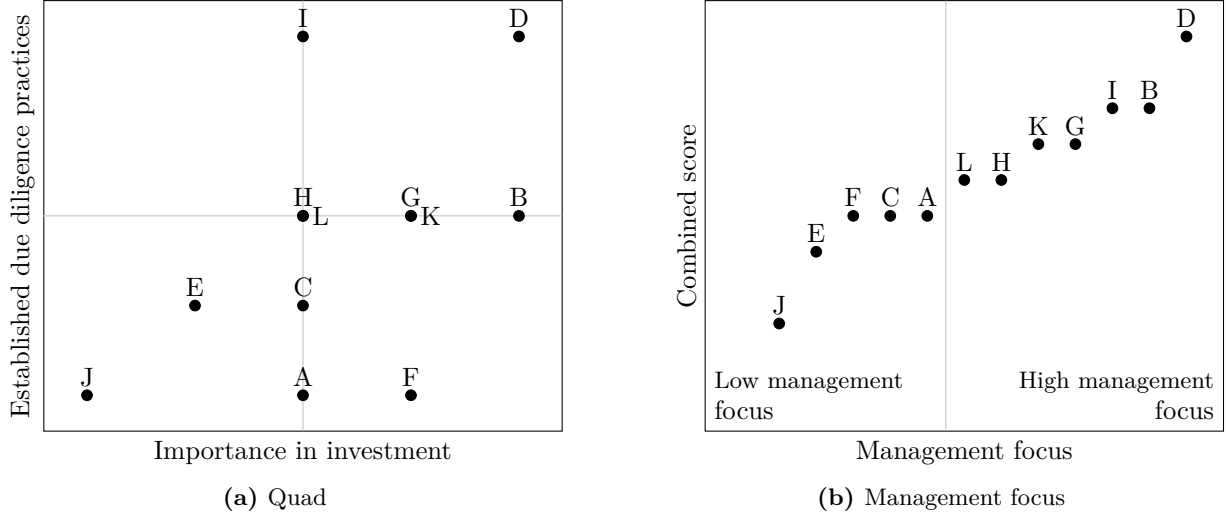 Established due diligence practices
I
D
H
L
G
K
B
E
C
J
A
F
Importance in investment
(a) Quad
Combined score
D
I
B
K
G
L
H
F
C
A
E
J
Low management
focus
High management
focus
Management focus
(b) Management focus